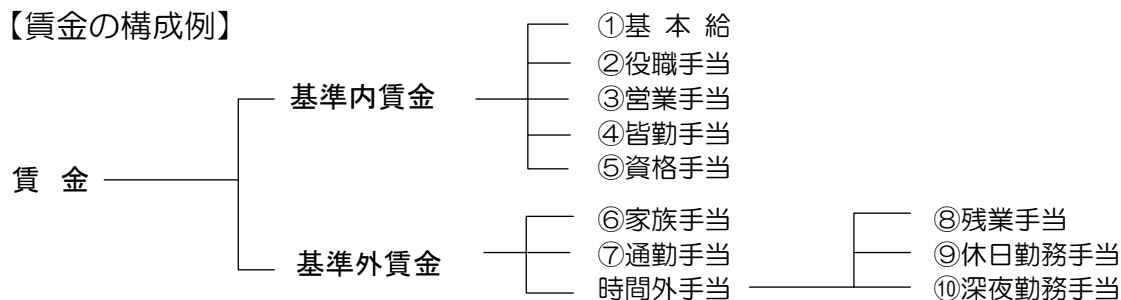 【賃金の構成例】
①基 本 給
②役職手当
基準内賃金
③営業手当
④皆勤手当
⑤資格手当
賃 金
⑥家族手当
⑧残業手当
基準外賃金
⑦通勤手当
⑨休日勤務手当
時間外手当
⑩深夜勤務手当